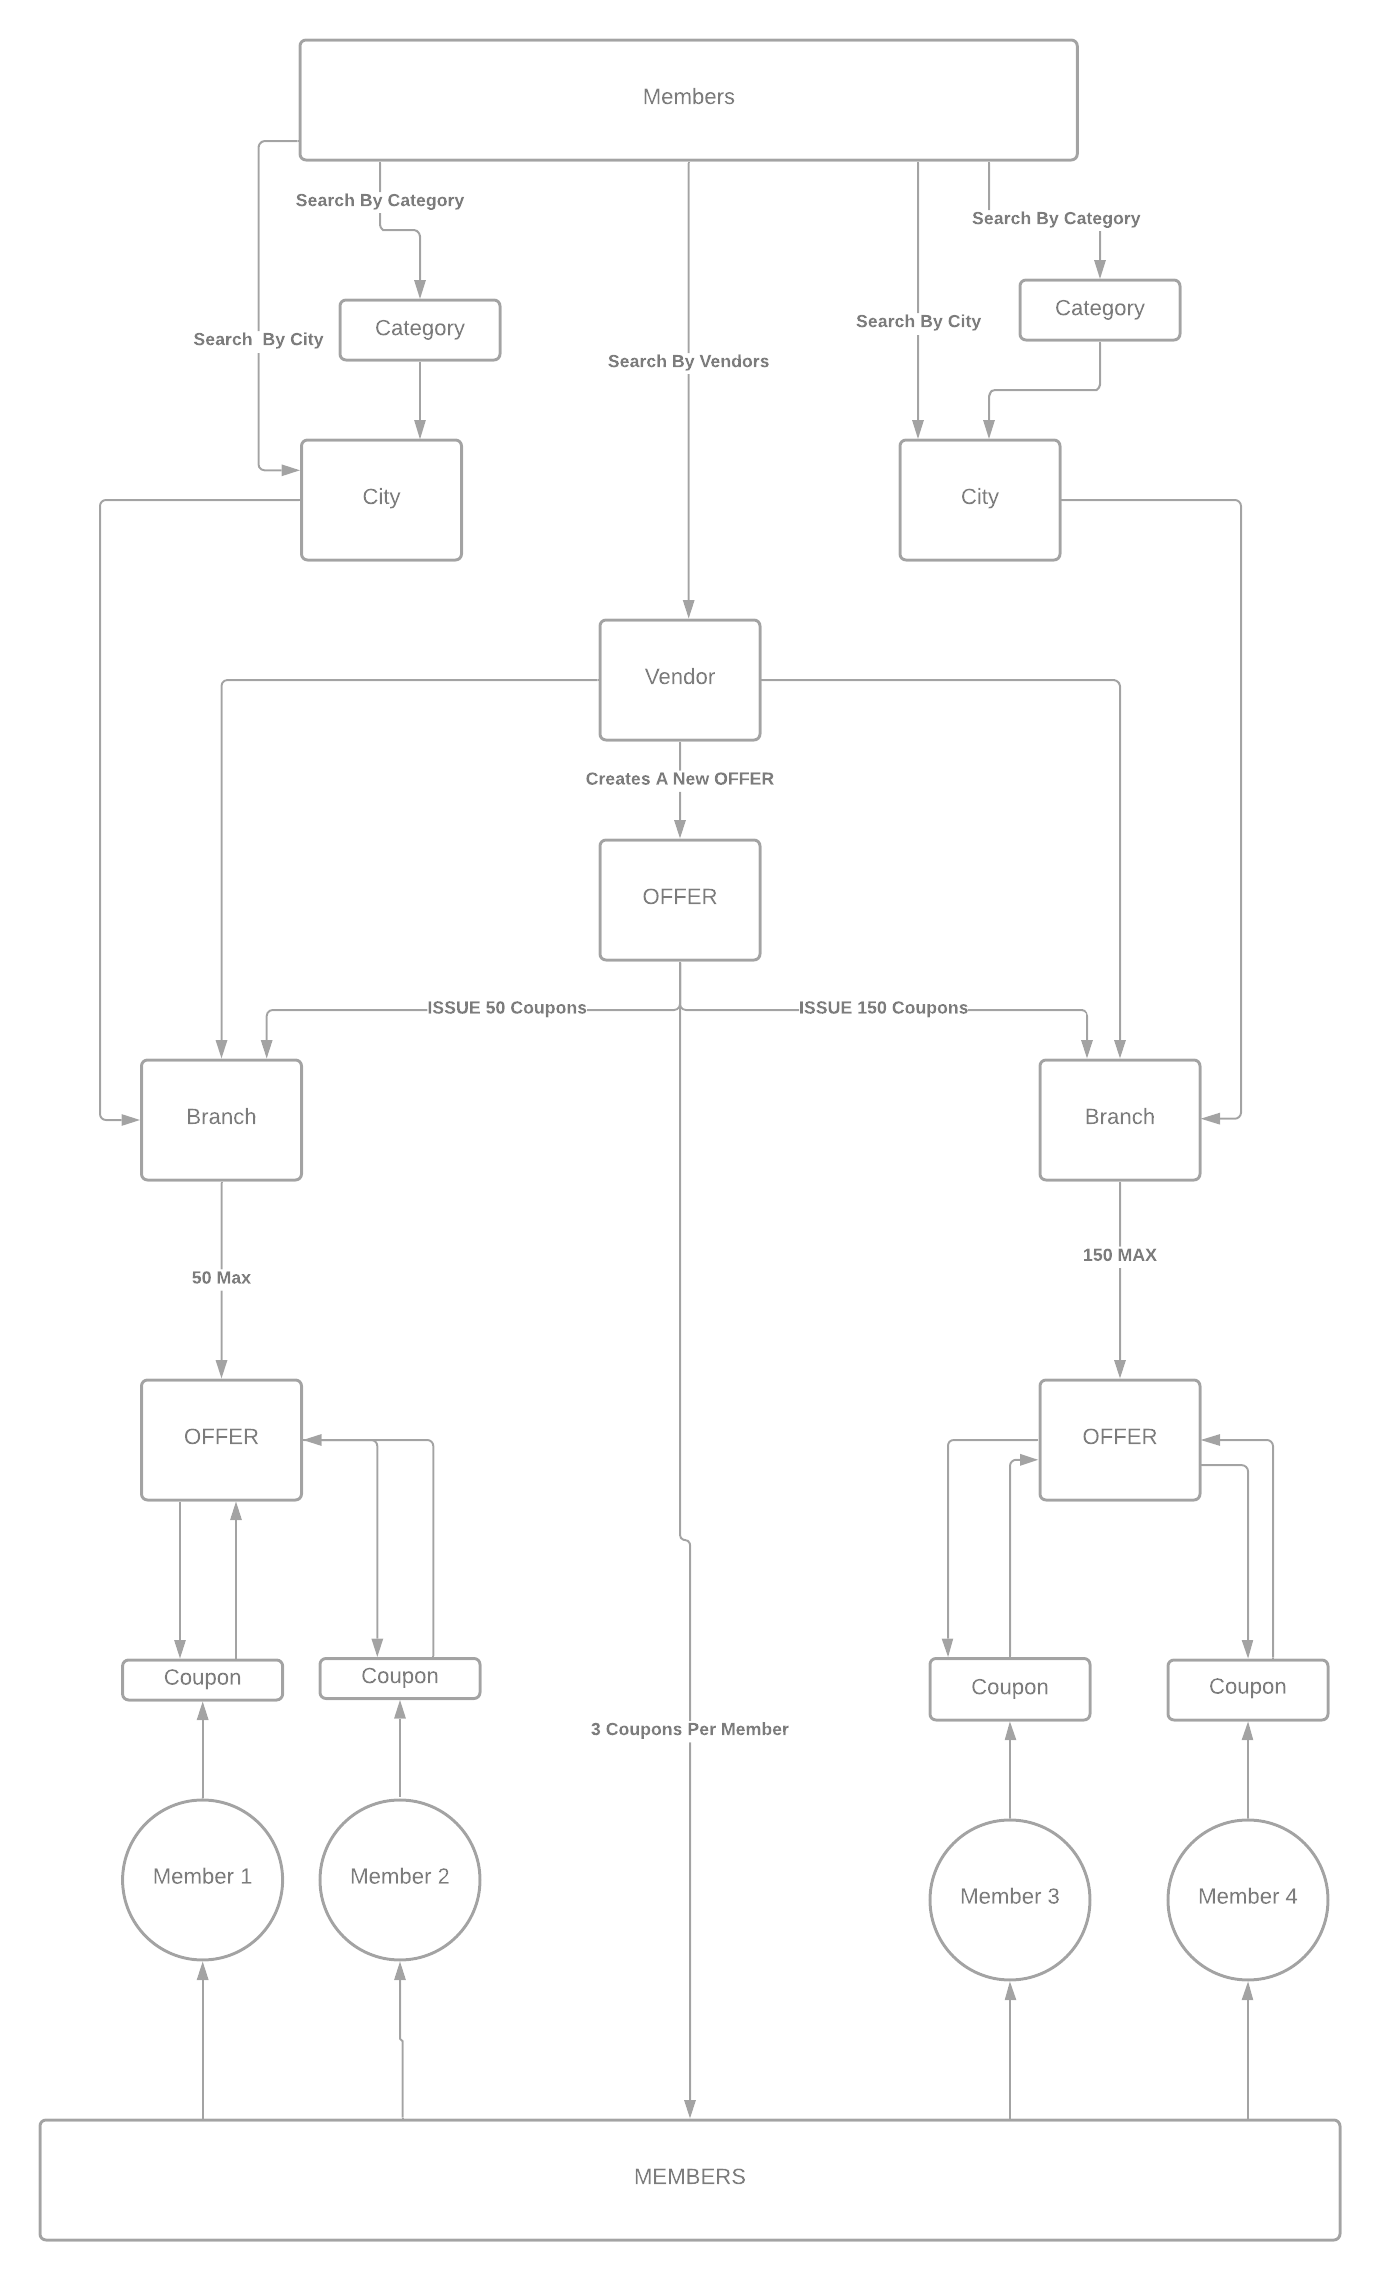 Members
Search By Category
Search By Category
Category
Search By City
Category
Search  By City
Search By Vendors
City
City
Vendor
Creates A New OFFER
OFFER
ISSUE 50 Coupons
ISSUE 150 Coupons
Branch
Branch
50 Max
150 MAX
OFFER
OFFER
Coupon
Coupon
Coupon
Coupon
3 Coupons Per Member
Member 1
Member 2
Member 3
Member 4
MEMBERS